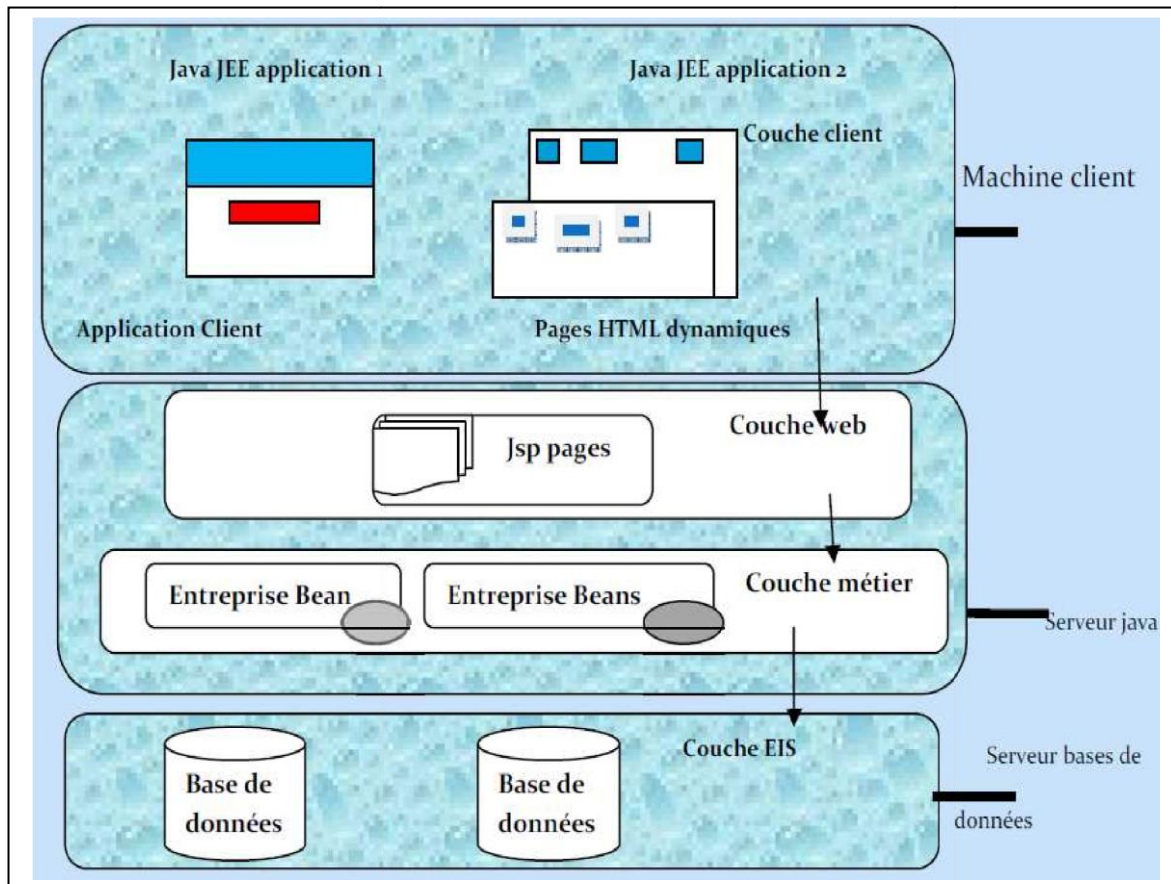 Java JEE application 1
Java JEE application 2
Couche client
Machine client
Application Client
Pages HTML dynamiques
Couche web
Jsp pages
Couche métier
Entreprise Bean
Entreprise Beans
Serveur java
Couche EIS
Serveur bases de
données
Base de
données
Base de
données